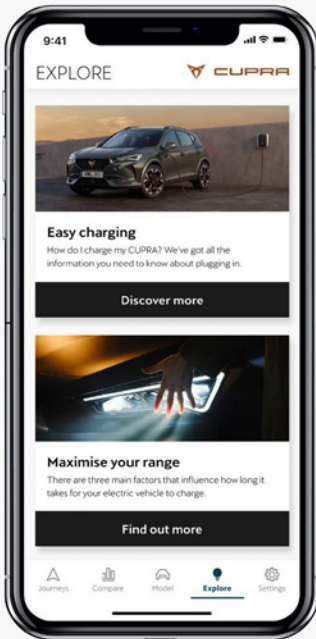 9:41
EXPLORE
CUPRA
Easy charging
How do I charge my CUPRA? We've got all the
information you need to know about plugging in.
Discover more
Maximise your range
There are three main factors that influence how long it
takes for your electric vehicle to charge.
Find out more
Journeys
Compare
Model
Explore
Settings